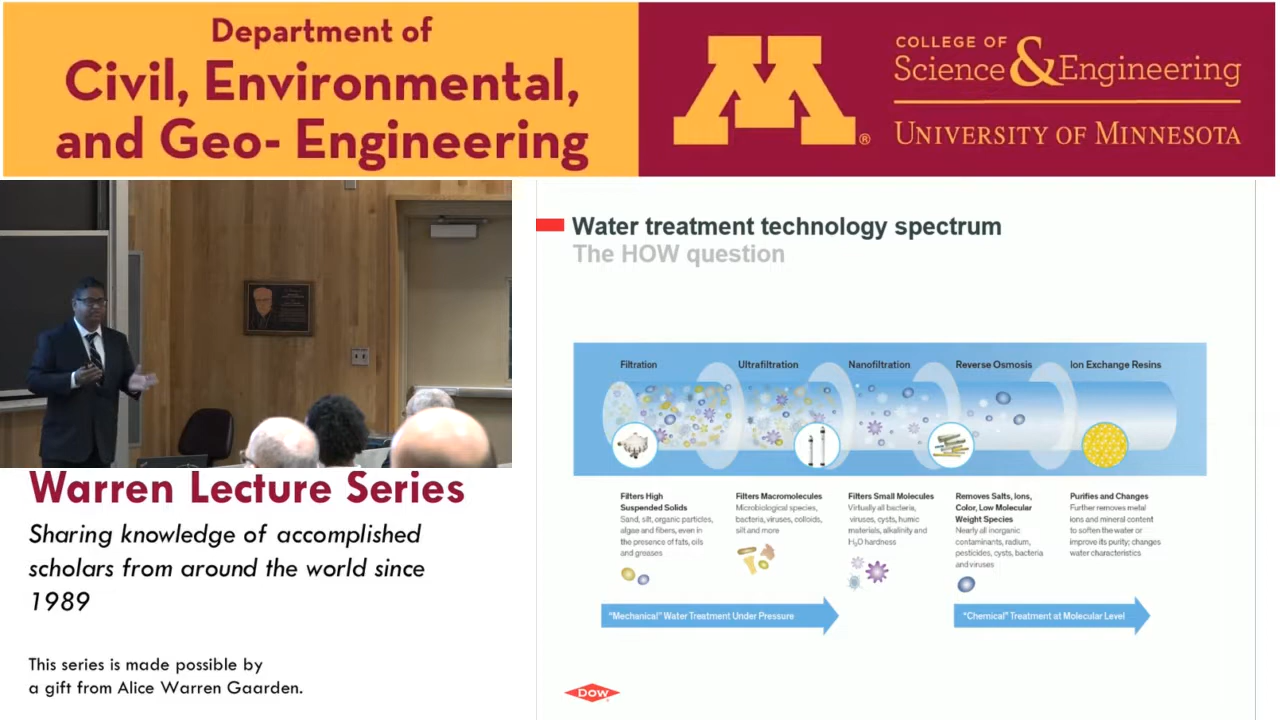 Department of
Civil, Environmental,
and Geo- Engineering
M®
COLLEGE OF
Science & Engineering
UNIVERSITY OF MINNESOTA
Warren Lecture Series
Sharing knowledge of accomplished
scholars from around the world since
1989
This series is made possible by
a gift from Alice Warren Gaarden.
Water treatment technology spectrum
The HOW question
Filtration
Ultrafiltration
Nanofiltration
Reverse Osmosis
Ion Exchange Resins
Filters High
Suspended Solids
Sand, silt, organic particles,
algae and fibers, even in
the presence of fats, oils
and greases
Filters Macromolecules
Microbiological species,
bacteria, viruses, colloids,
silt and more
Filters Small Molecules
Virtually all bacteria,
viruses, cysts, humic
materials, alkalinity and
H₂O hardness
Removes Salts, Ions,
Color, Low Molecular
Weight Species
Nearly all inorganic
contaminants, radium,
pesticides, cysts, bacteria
and viruses
Purifies and Changes
Further removes metal
ions and mineral content
to soften the water or
improve its purity; changes
water characteristics
"Mechanical" Water Treatment Under Pressure
"Chemical" Treatment at Molecular Level
DOW